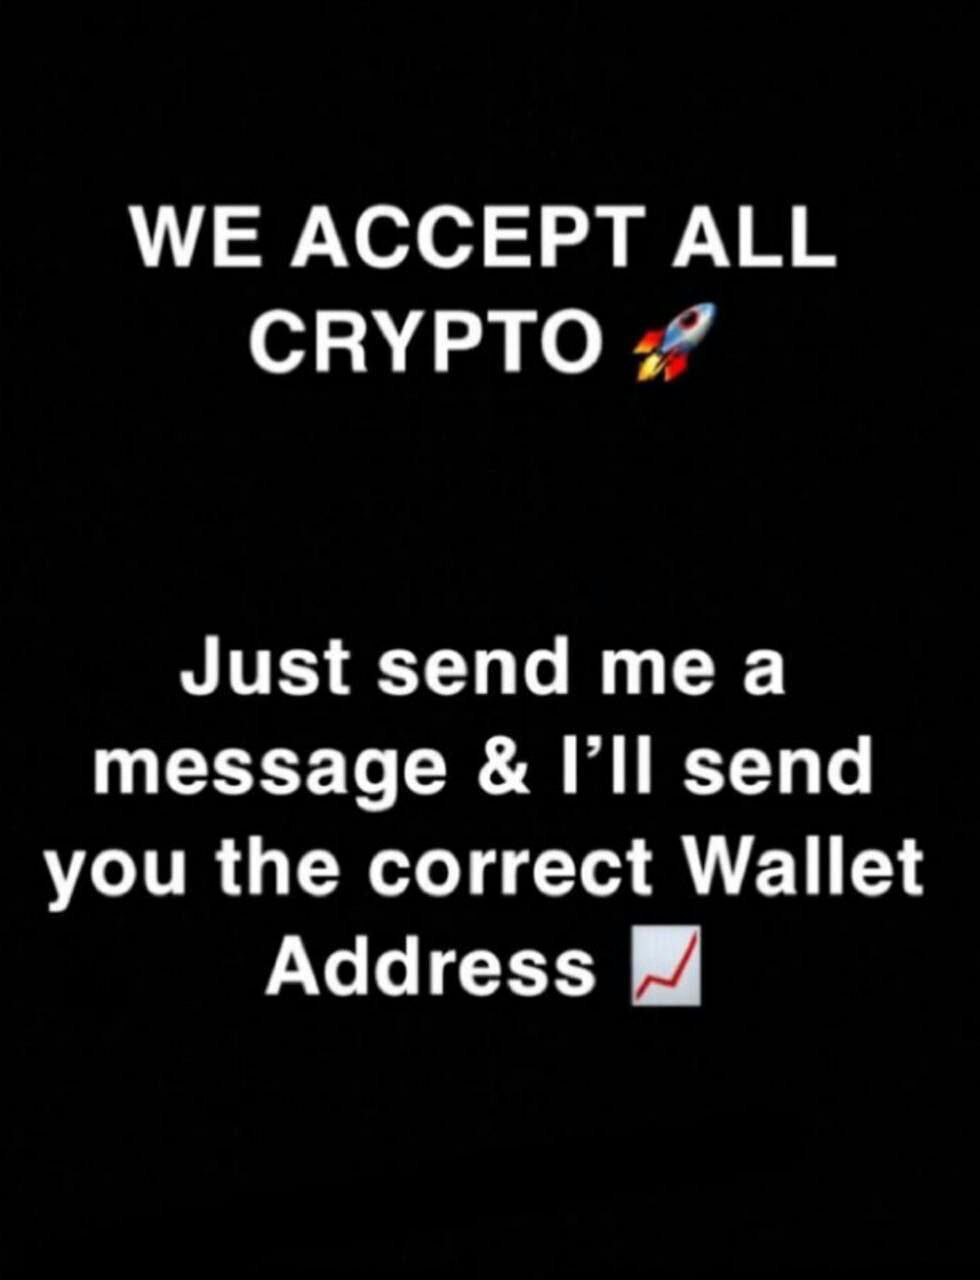 WE ACCEPT ALL
CRYPTO 🚀
Just send me a
message & I’ll send
you the correct Wallet
Address 📈